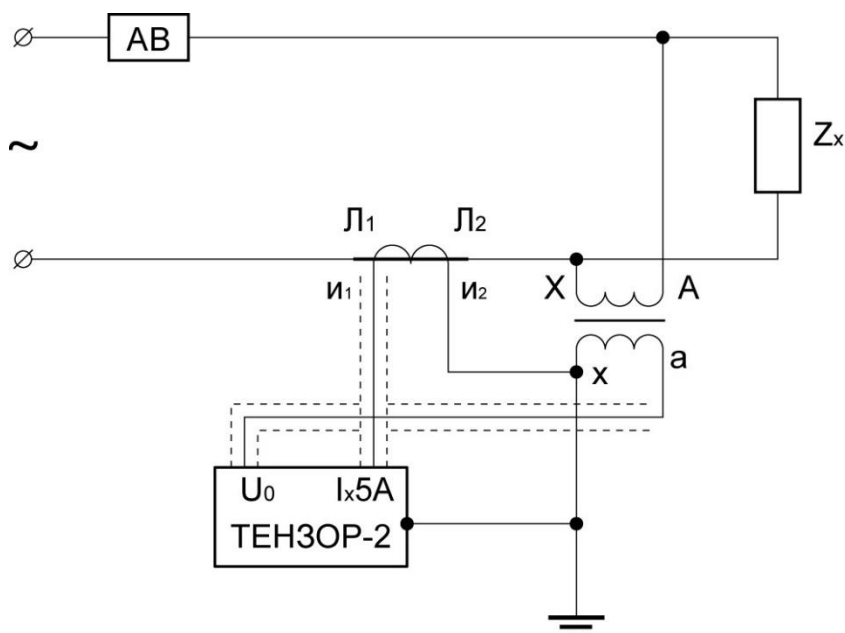 АВ
Zx
~
Л1 Л2
и1 и2
X А
x a
U0 Ix5A
ТЕНЗОР-2